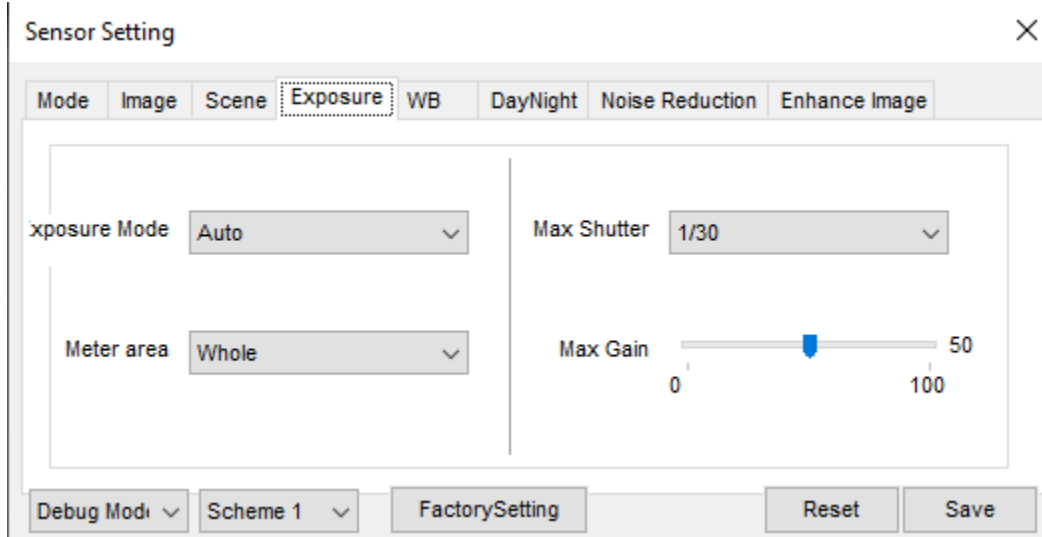 Sensor Setting
Mode Image Scene Exposure WB DayNight Noise Reduction Enhance Image
xposure Mode Auto Max Shutter 1/30
Meter area Whole Max Gain 50
0 100
Debug Mod Scheme 1 FactorySetting Reset Save